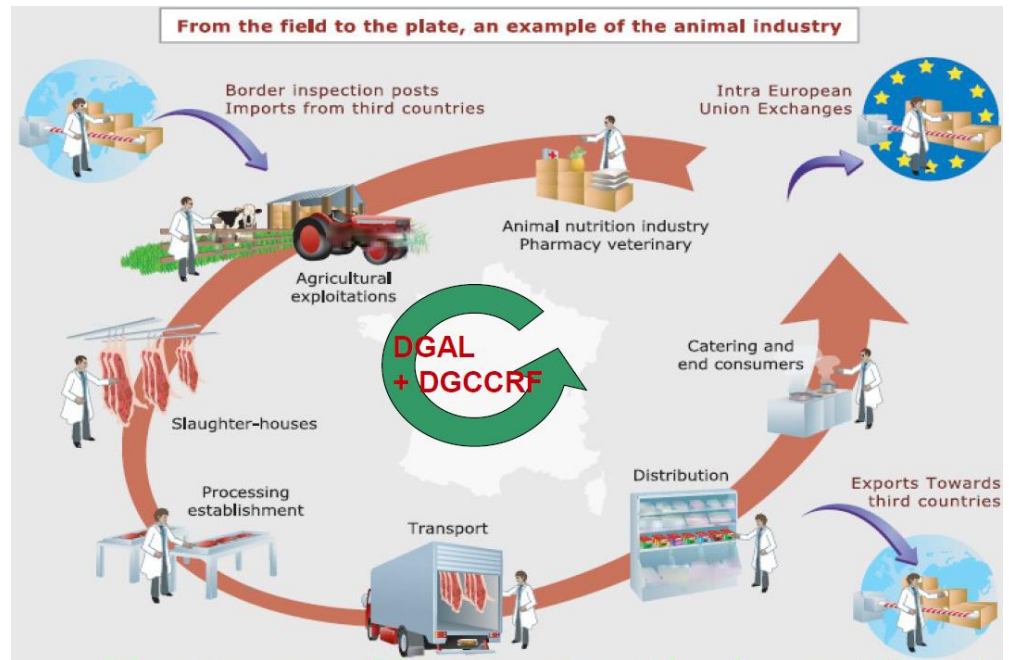 From the field to the plate, an example of the animal industry
Border inspection posts
Imports from third countries
Intra European
Union Exchanges
Animal nutrition industry
Pharmacy veterinary
Agricultural
exploitations
DGAL
+ DGCCRF
Catering and
end consumers
Slaughter-houses
Processing
establishment
Transport
Distribution
Exports Towards
third countries